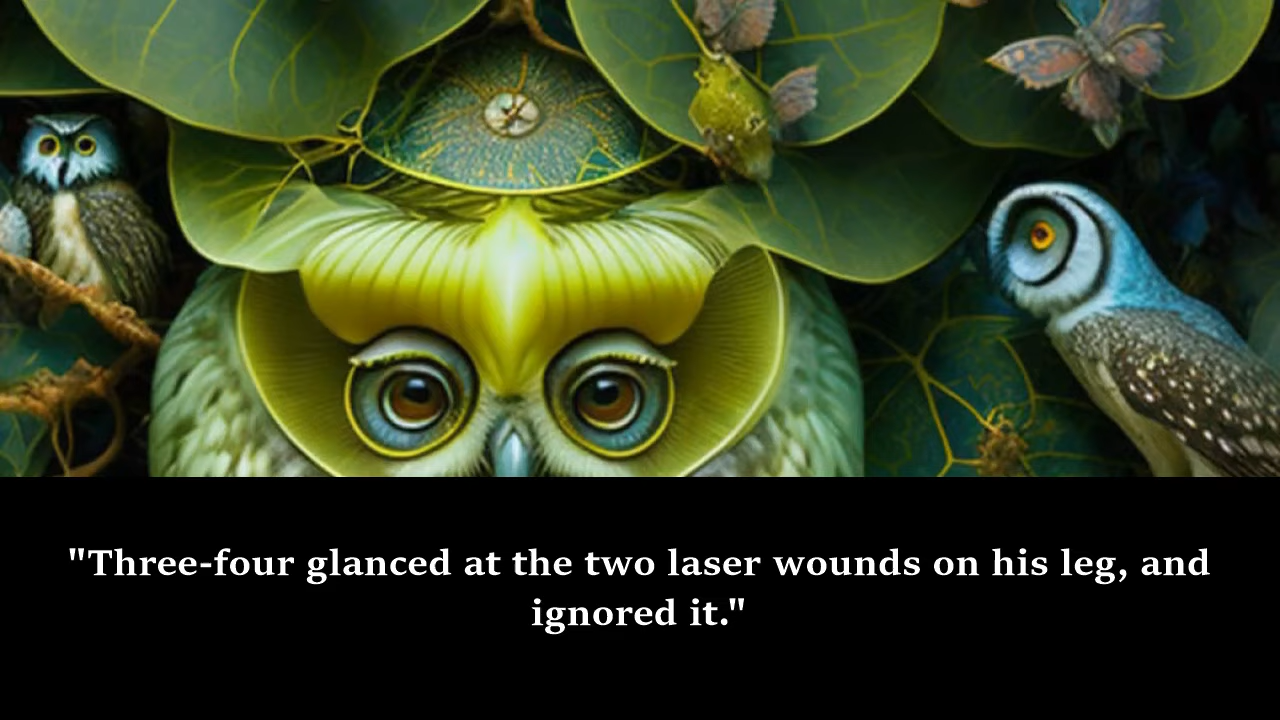 "Three-four glanced at the two laser wounds on his leg, and
ignored it."